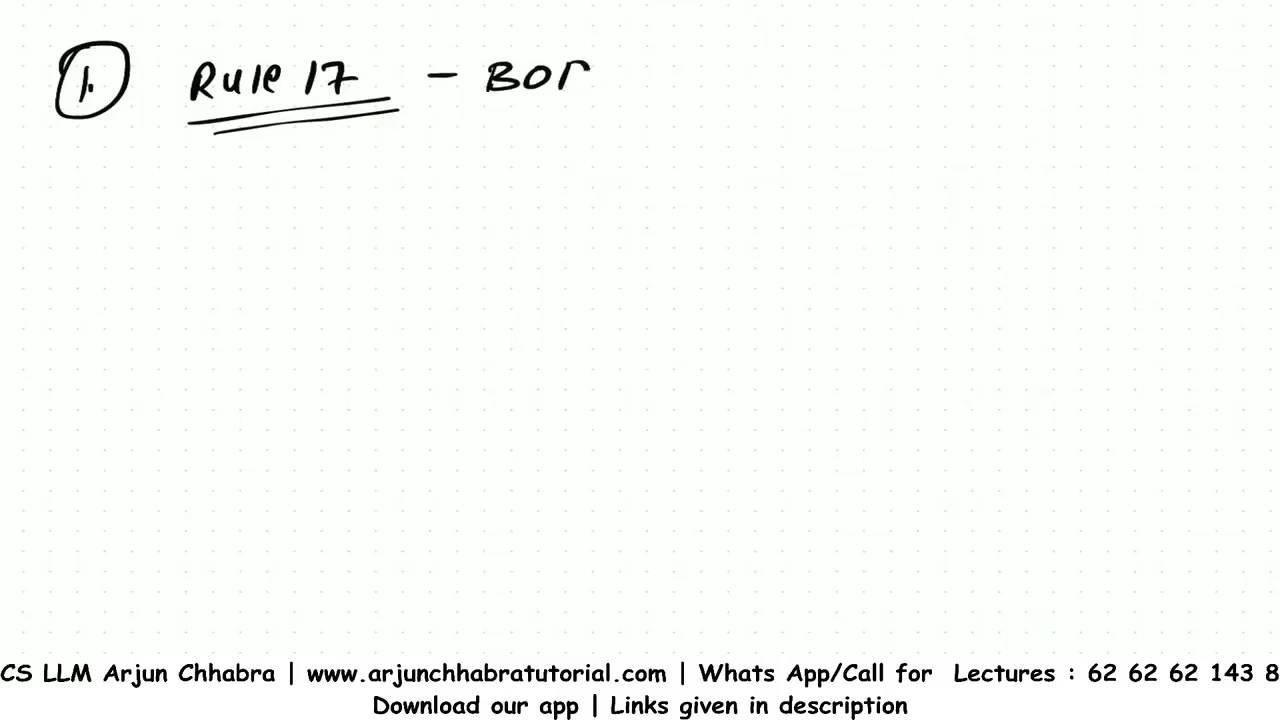 1. Rule 17 - Bor
CS LLM Arjun Chhabra | www.arjunchhabratutorial.com | Whats App/Call for Lectures : 62 62 62 143 8
Download our app | Links given in description